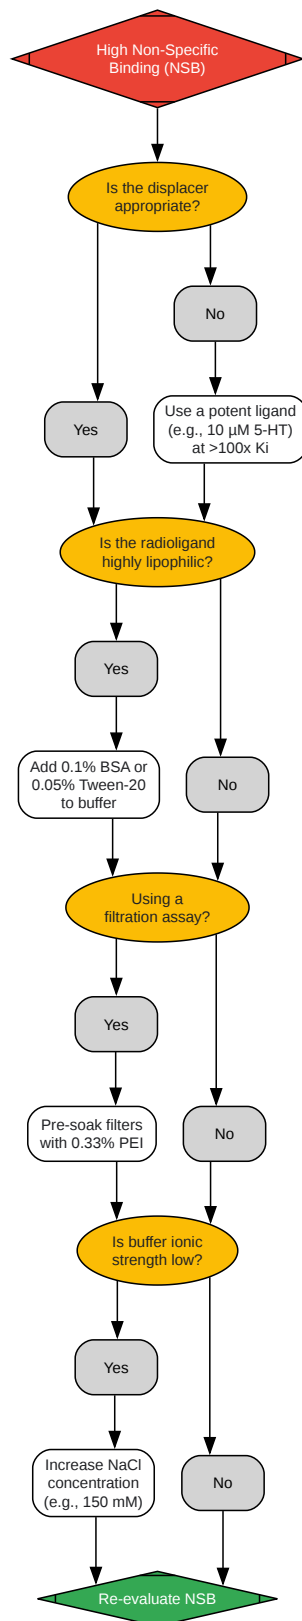 High Non-Specific
Binding (NSB)
Is the displacer
appropriate?
No
Yes
Use a potent ligand
(e.g., 10 µM 5-HT)
at >100x Ki
Is the radioligand
highly lipophilic?
Yes
Add 0.1% BSA or
0.05% Tween-20
to buffer
No
Using a
filtration assay?
Yes
Pre-soak filters
with 0.33% PEI
No
Is buffer ionic
strength low?
Yes
Increase NaCl
concentration
(e.g., 150 mM)
No
Re-evaluate NSB